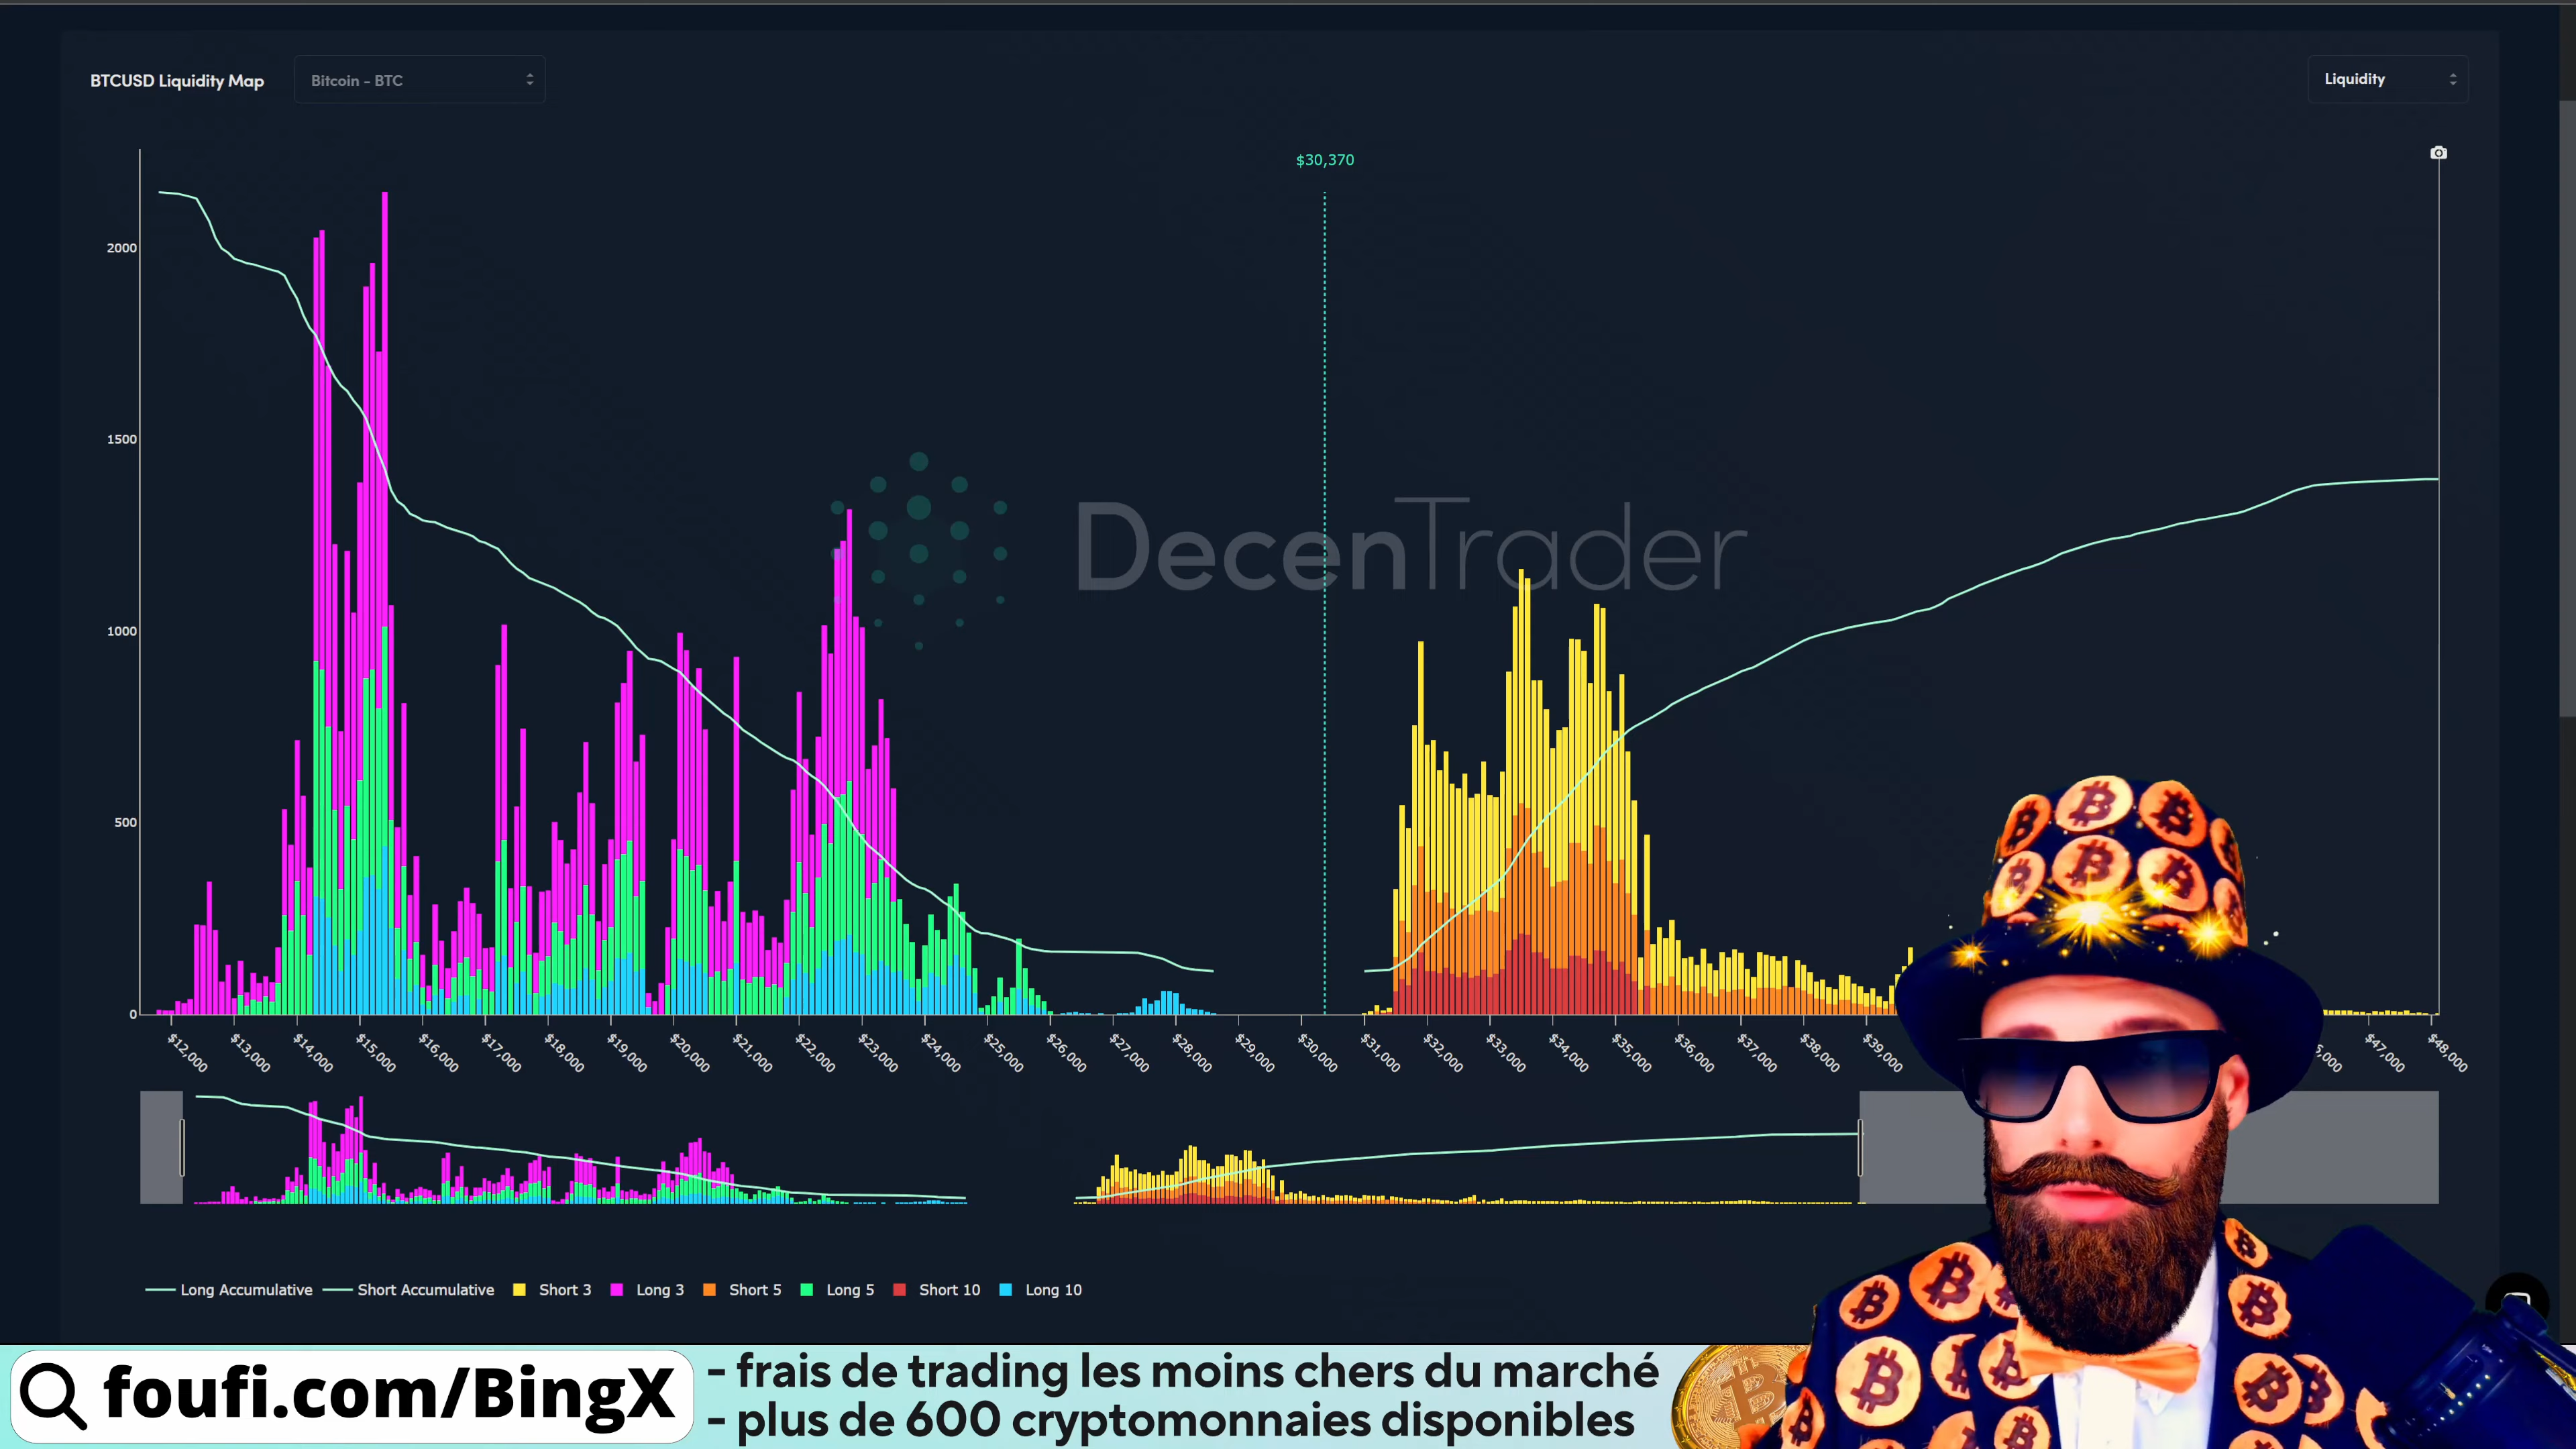 BTCUSD Liquidity Map
Bitcoin - BTC
Liquidity
$30,370
2000
1500
1000
500
0
DecenTrader
$12,000
$13,000
$14,000
$15,000
$16,000
$17,000
$18,000
$19,000
$20,000
$21,000
$22,000
$23,000
$24,000
$25,000
$26,000
$27,000
$28,000
$29,000
$30,000
$31,000
$32,000
$33,000
$34,000
$35,000
$36,000
$37,000
$38,000
$39,000
$47,000
$48,000
Long Accumulative
Short Accumulative
Short 3
Long 3
Short 5
Long 5
Short 10
Long 10
foufi.com/BingX
- frais de trading les moins chers du marché
- plus de 600 cryptomonnaies disponibles